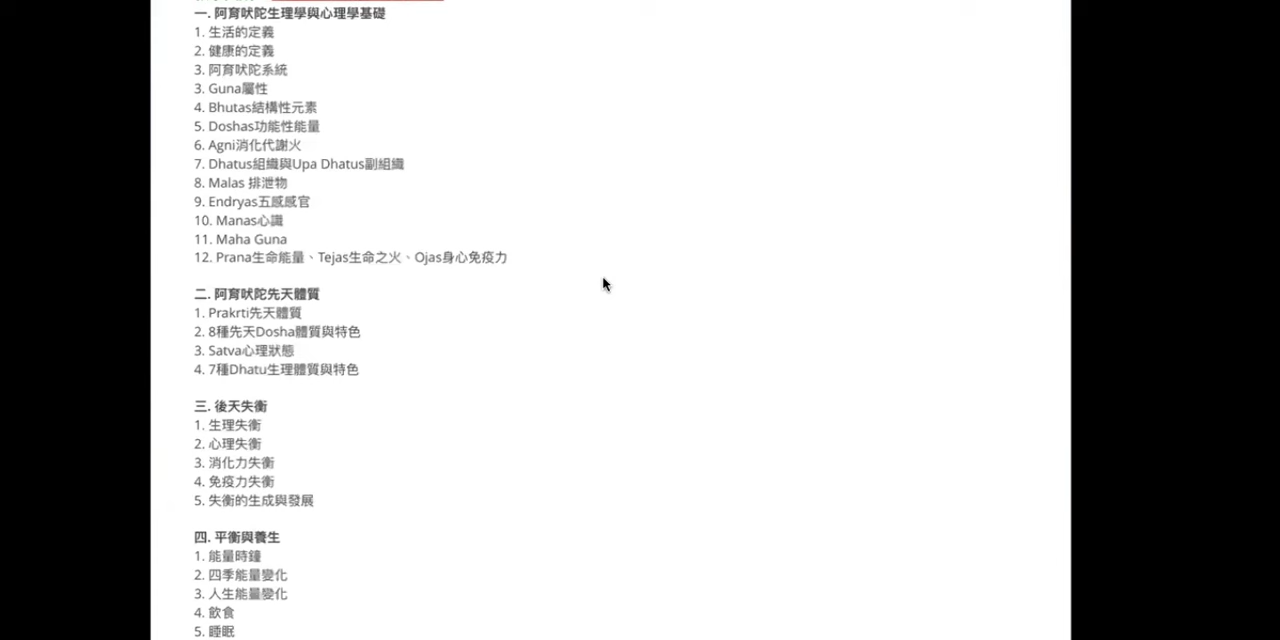 一. 阿育吠陀生理學與心理學基礎
1. 生活的定義
2. 健康的定義
3. 阿育吠陀系統
3. Guna屬性
4. Bhutas結構性元素
5. Doshas功能性能量
6. Agni消化代謝火
7. Dhatus組織與Upa Dhatus副組織
8. Malas 排泄物
9. Endryas五感感官
10. Manas心識
11. Maha Guna
12. Prana生命能量、Tejas生命之火、Ojas身心免疫力
二. 阿育吠陀先天體質
1. Prakrti先天體質
2. 8種先天Dosha體質與特色
3. Satva心理狀態
4. 7種Dhatu生理體質與特色
三. 後天失衡
1. 生理失衡
2. 心理失衡
3. 消化力失衡
4. 免疫力失衡
5. 失衡的生成與發展
四. 平衡與養生
1. 能量時鐘
2. 四季能量變化
3. 人生能量變化
4. 飲食
5. 睡眠